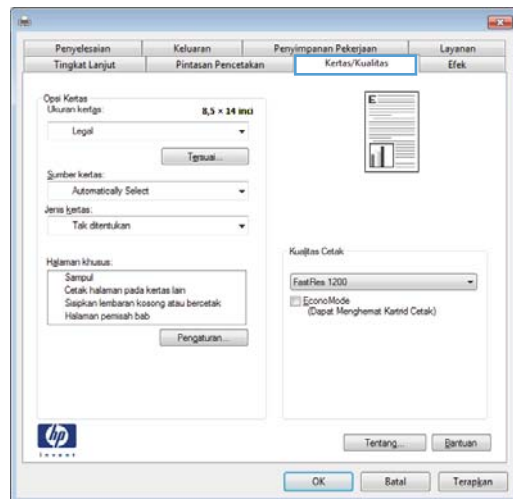 Penyelesaian Keluaran Penyimpanan Pekerjaan Layanan
Tingkat Lanjut Pintasan Pencetakan Kertas/Kualitas Efek
Opsi Kertas
Ukuran kertas: 8,5 × 14 inci
Legal
Tersuai...
Sumber kertas:
Automatically Select
Jenis kertas:
Tak ditentukan
Halaman khusus:
Sampul
Cetak halaman pada kertas lain
Sisipkan lembaran kosong atau bercetak
Halaman pemisah bab
Pengaturan...
E
Kualitas Cetak
FastRes 1200
EconoMode
(Dapat Menghemat Kartrid Cetak)
hp
invent
Tentang... Bantuan
OK Batal Terapkan